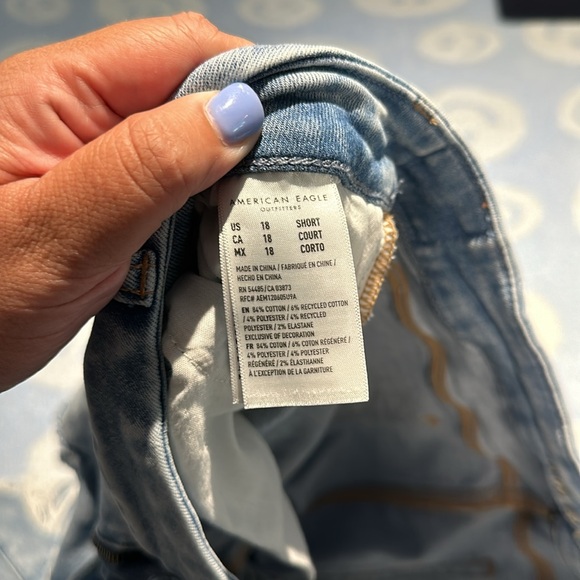 AMERICAN EAGLE
OUTFITTERS
US 18 SHORT
CA 18 COURT
MX 18 CORTO
MADE IN CHINA / FABRIQUÉ EN CHINE /
HECHO EN CHINA
RN 54485/CA 03873
RFC# AEM120605U9A
EN: 84% COTTON / 6% RECYCLED COTTON
/ 4% POLYESTER / 4% RECYCLED
POLYESTER / 2% ELASTANE
EXCLUSIVE OF DECORATION
FR: 84% COTON / 6% COTON RÉGÉNÉRÉ /
4% POLYESTER / 4% POLYESTER
RÉGÉNÉRÉ / 2% ÉLASTHANNE
À L'EXCEPTION DE LA GARNITURE